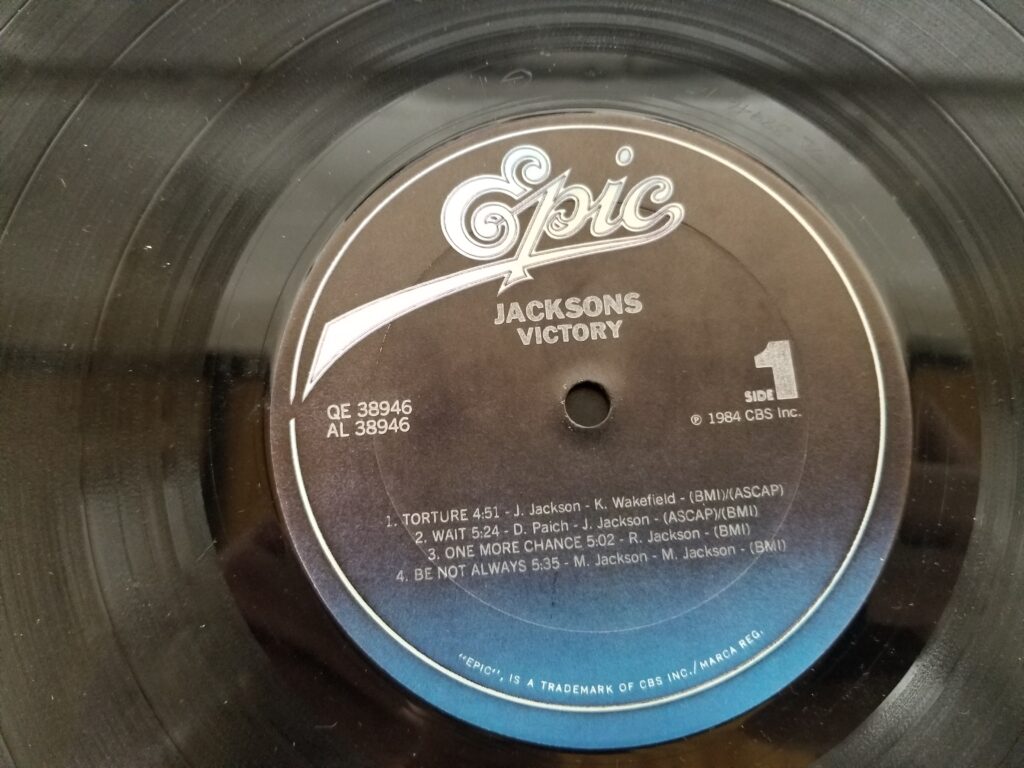 Epic
JACKSONS
VICTORY
SIDE 1
QE 38946
AL 38946
℗ 1984 CBS Inc.
1. TORTURE 4:51 - J. Jackson - K. Wakefield - (BMI)/(ASCAP)
2. WAIT 5:24 - D. Paich - J. Jackson - (ASCAP)/(BMI)
3. ONE MORE CHANCE 5:02 - R. Jackson - (BMI)
4. BE NOT ALWAYS 5:35 - M. Jackson - M. Jackson - (BMI)
"EPIC", IS A TRADEMARK OF CBS INC./MARCA REG.